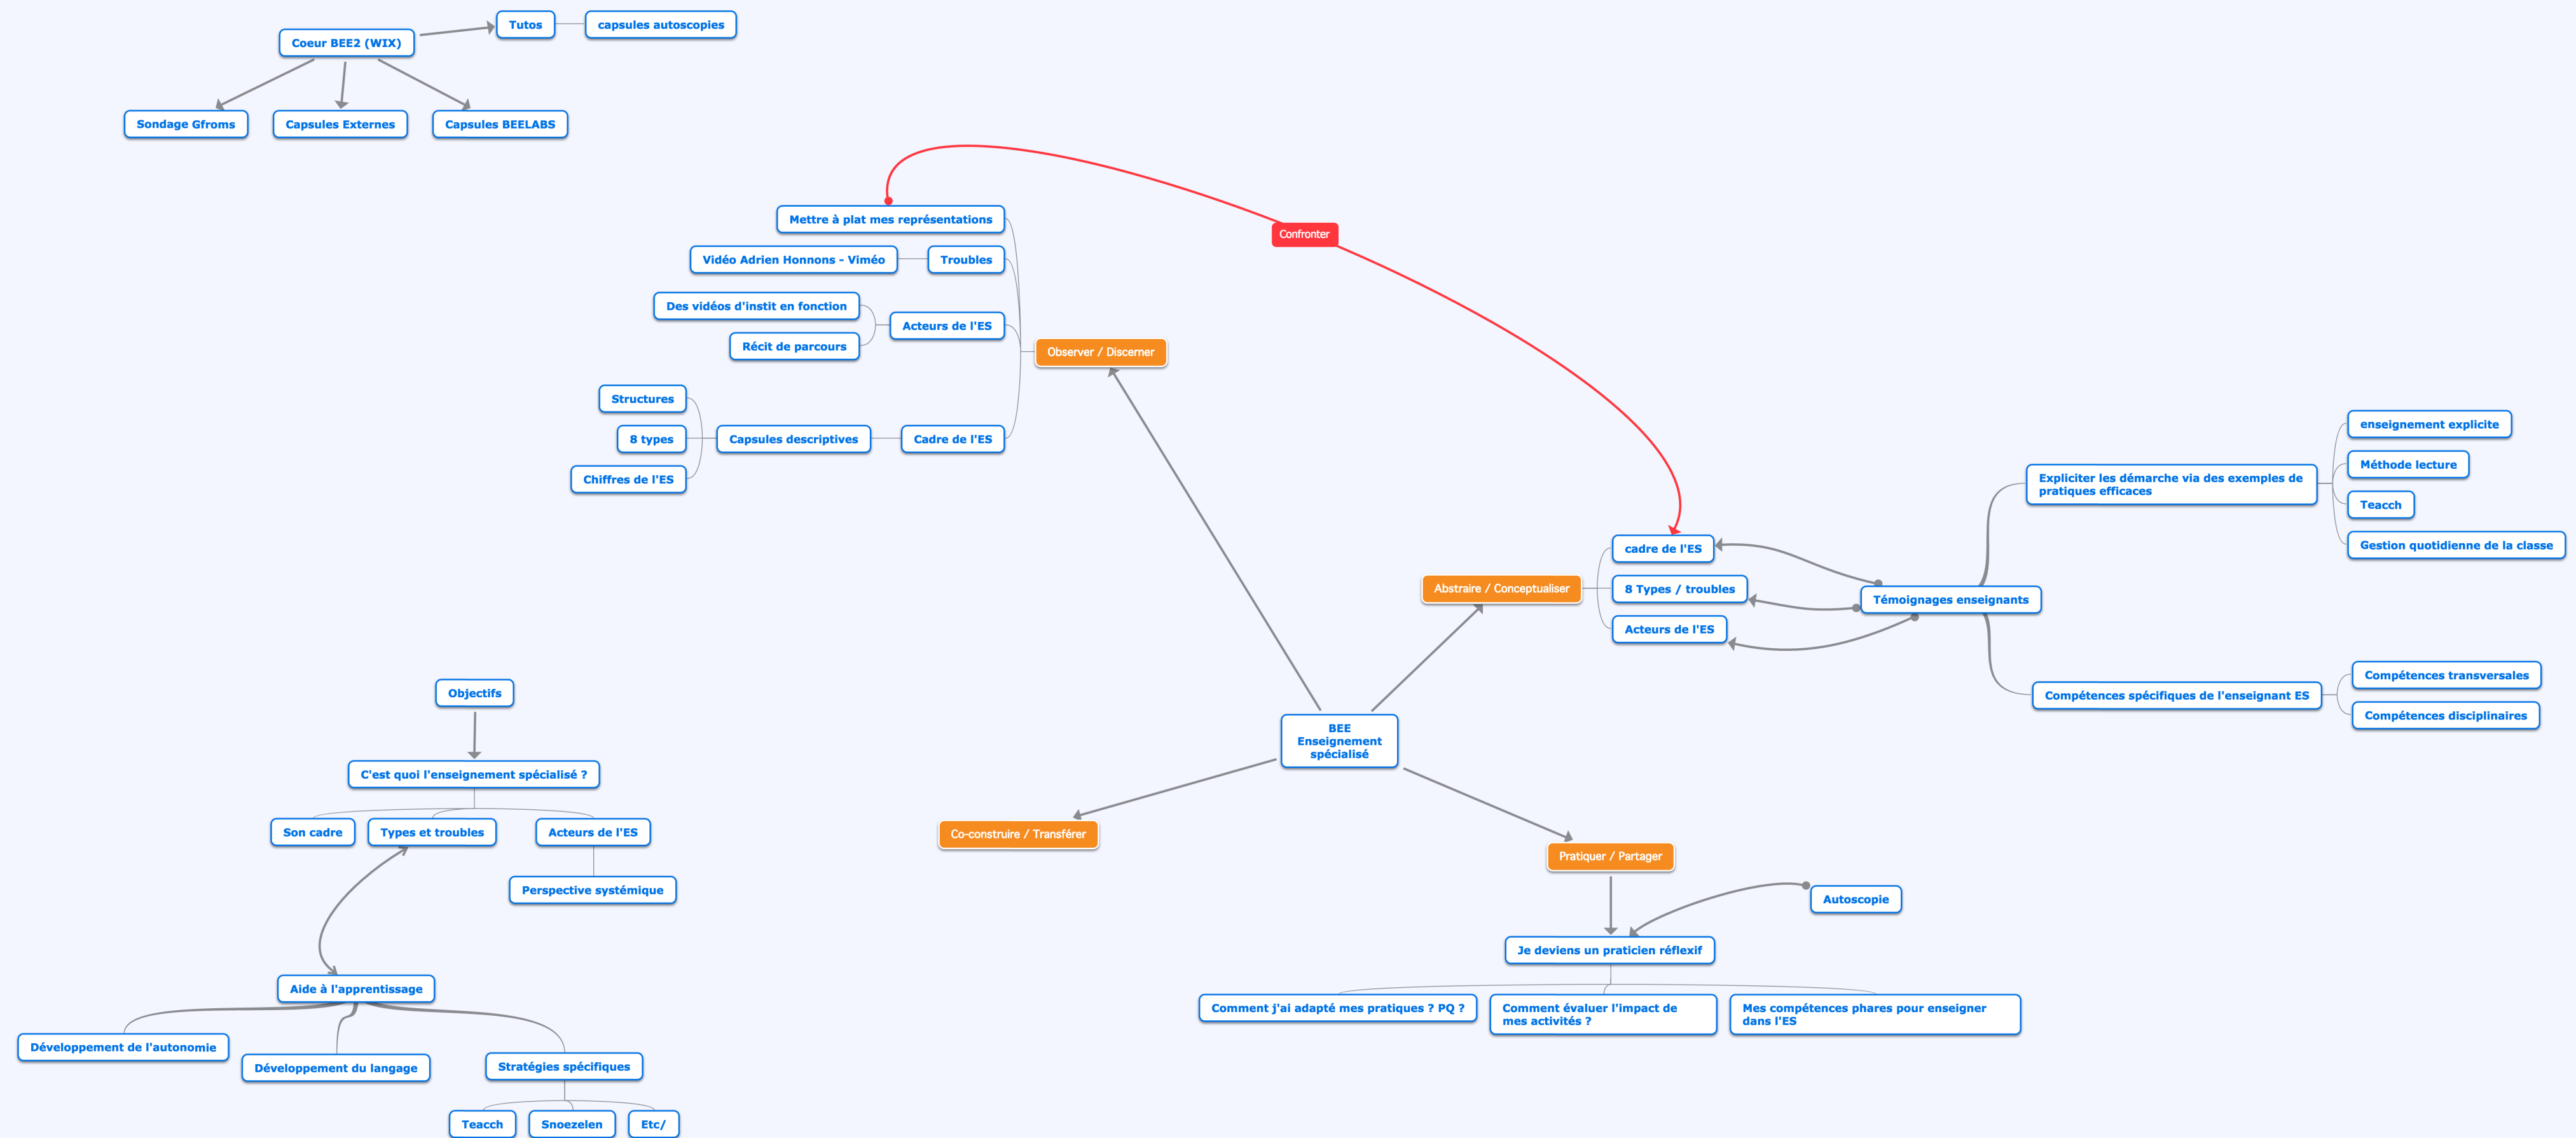 Tutos
capsules autoscopies
Coeur BEE2 (WIX)
Sondage Gfroms
Capsules Externes
Capsules BEELABS
Mettre à plat mes représentations
Confronter
Vidéo Adrien Honnons - Viméo
Troubles
Des vidéos d'instit en fonction
Acteurs de l'ES
Récit de parcours
Observer / Discerner
Structures
8 types
Capsules descriptives
Cadre de l'ES
Chiffres de l'ES
enseignement explicite
Méthode lecture
Expliciter les démarche via des exemples de
pratiques efficaces
Teacch
Gestion quotidienne de la classe
cadre de l'ES
Abstraire / Conceptualiser
8 Types / troubles
Témoignages enseignants
Acteurs de l'ES
Compétences transversales
Compétences spécifiques de l'enseignant ES
Compétences disciplinaires
Objectifs
BEE
Enseignement
spécialisé
C'est quoi l'enseignement spécialisé ?
Son cadre
Types et troubles
Acteurs de l'ES
Perspective systémique
Co-construire / Transférer
Pratiquer / Partager
Autoscopie
Je deviens un praticien réflexif
Comment j'ai adapté mes pratiques ? PQ ?
Comment évaluer l'impact de
mes activités ?
Mes compétences phares pour enseigner
dans l'ES
Aide à l'apprentissage
Développement de l'autonomie
Développement du langage
Stratégies spécifiques
Teacch
Snoezelen
Etc/